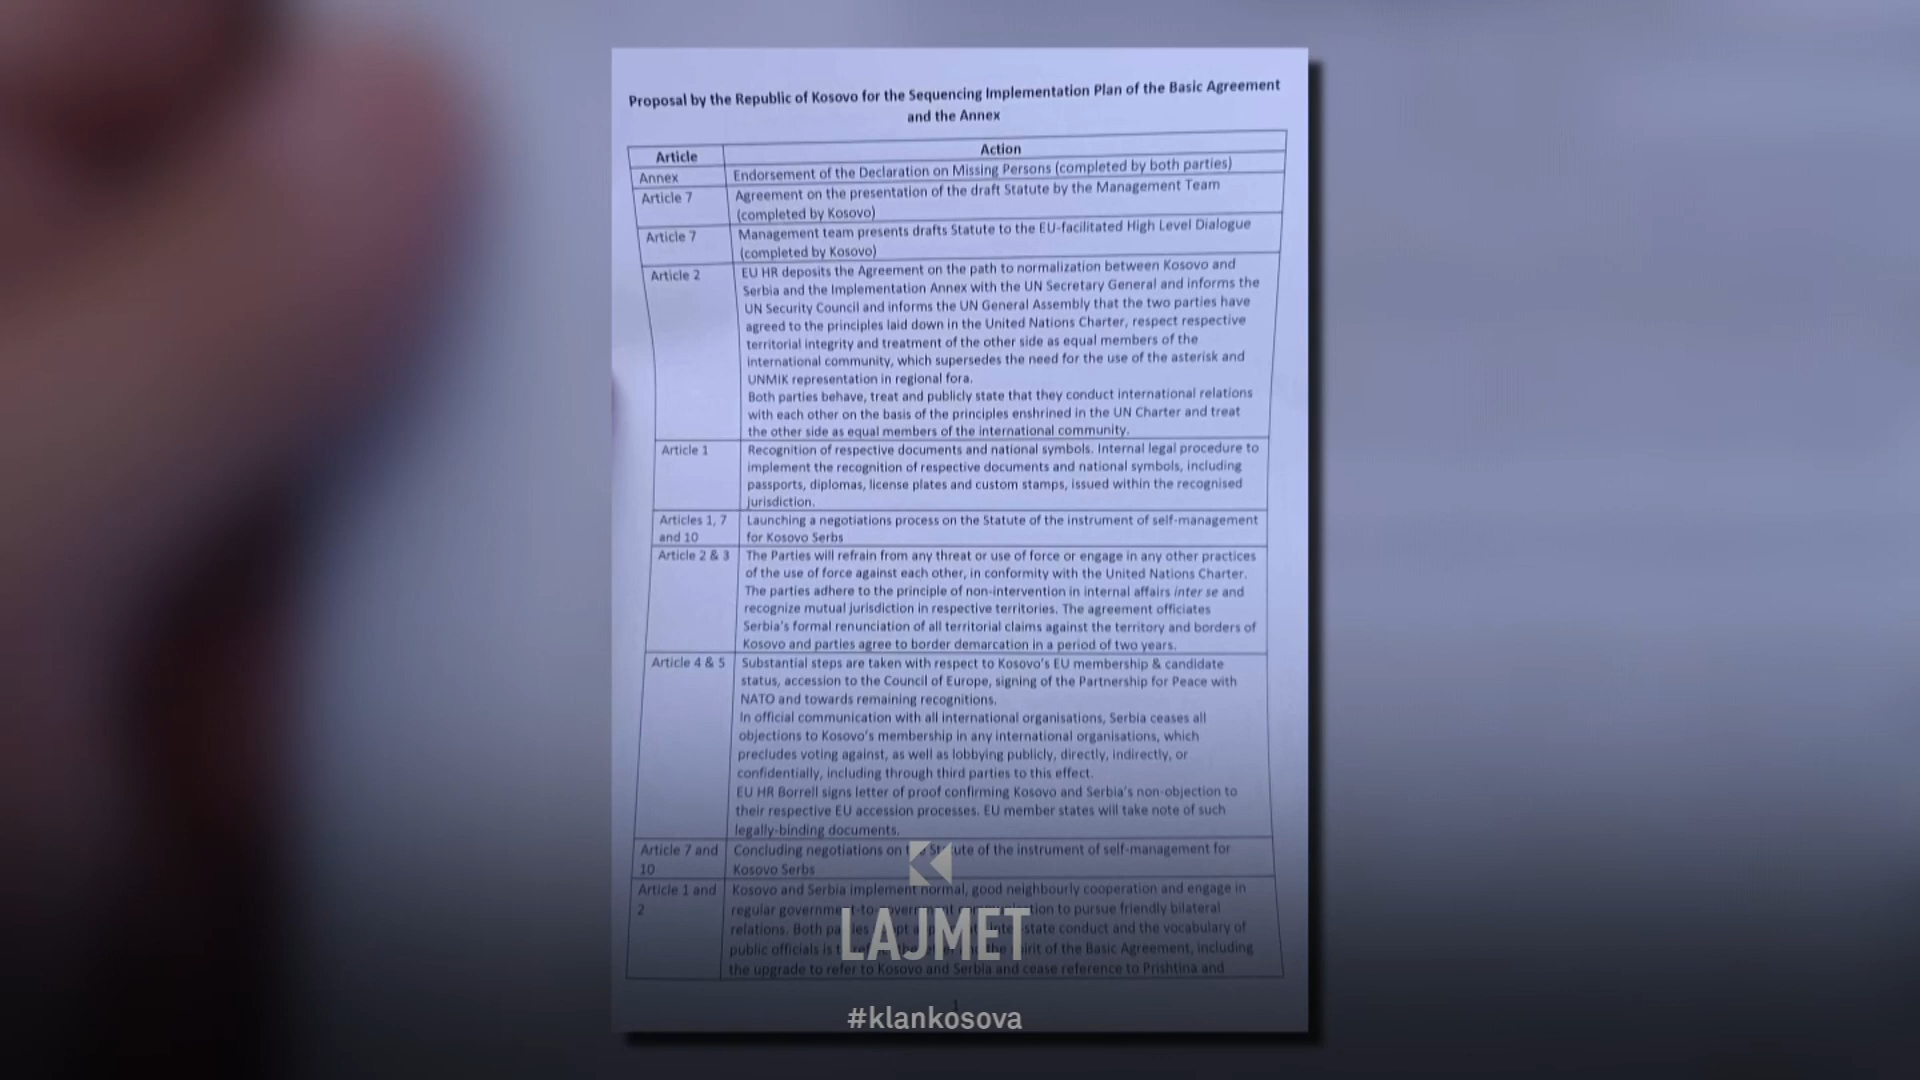 Proposal by the Republic of Kosovo for the Sequencing Implementation Plan of the Basic Agreement
and the Annex
Article
Action
Annex
Endorsement of the Declaration on Missing Persons (completed by both parties)
Article 7
Agreement on the presentation of the draft Statute by the Management Team
(completed by Kosovo)
Article 7
Management team presents drafts Statute to the EU-facilitated High Level Dialogue
(completed by Kosovo)
Article 2
EU HR deposits the Agreement on the path to normalization between Kosovo and
Serbia and the Implementation Annex with the UN Secretary General and informs the
UN Security Council and informs the UN General Assembly that the two parties have
agreed to the principles laid down in the United Nations Charter, respect respective
territorial integrity and treatment of the other side as equal members of the
international community, which supersedes the need for the use of the asterisk and
UNMIK representation in regional fora.
Both parties behave, treat and publicly state that they conduct international relations
with each other on the basis of the principles enshrined in the UN Charter and treat
the other side as equal members of the international community.
Article 1
Recognition of respective documents and national symbols. Internal legal procedure to
implement the recognition of respective documents and national symbols, including
passports, diplomas, license plates and custom stamps, issued within the recognised
jurisdiction.
Articles 1, 7
and 10
Launching a negotiations process on the Statute of the instrument of self-management
for Kosovo Serbs
Article 2 & 3
The Parties will refrain from any threat or use of force or engage in any other practices
of the use of force against each other, in conformity with the United Nations Charter.
The parties adhere to the principle of non-intervention in internal affairs inter se and
recognize mutual jurisdiction in respective territories. The agreement officiates
Serbia's formal renunciation of all territorial claims against the territory and borders of
Kosovo and parties agree to border demarcation in a period of two years.
Article 4 & 5
Substantial steps are taken with respect to Kosovo's EU membership & candidate
status, accession to the Council of Europe, signing of the Partnership for Peace with
NATO and towards remaining recognitions.
In official communication with all international organisations, Serbia ceases all
objections to Kosovo's membership in any international organisations, which
precludes voting against, as well as lobbying publicly, directly, indirectly, or
confidentially, including through third parties to this effect.
EU HR Borrell signs letter of proof confirming Kosovo and Serbia's non-objection to
their respective EU accession processes. EU member states will take note of such
legally-binding documents.
Article 7 and
10
Concluding negotiations on the Statute of the instrument of self-management for
Kosovo Serbs
Article 1 and
2
Kosovo and Serbia implement normal, good neighbourly cooperation and engage in
regular government-to-government to pursue friendly bilateral
relations. Both state conduct and the vocabulary of
public officials is the of the Basic Agreement, including
the upgrade to refer to Kosovo and Serbia and cease reference to Prishtina and
1
LAJMET
#klankosova